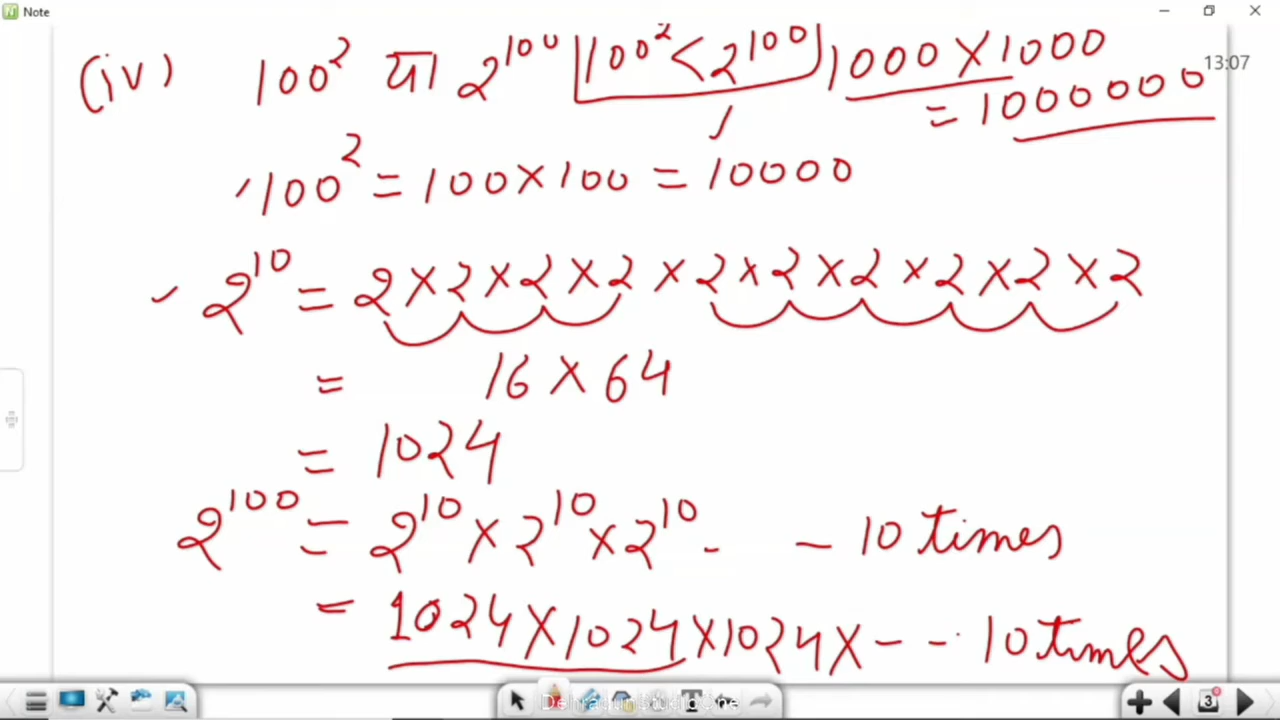 Note
(iv) 100² या 2¹⁰⁰ 100² < 2¹⁰⁰ 1000 × 1000
= 1000000
13:07
100² = 100 × 100 = 10000
2¹⁰ = 2 × 2 × 2 × 2 × 2 × 2 × 2 × 2 × 2 × 2
= 16 × 64
= 1024
2¹⁰⁰ = 2¹⁰ × 2¹⁰ × 2¹⁰ - - 10 times
= 1024 × 1024 × 1024 × - - 10 times
DehradunStudioOne
3